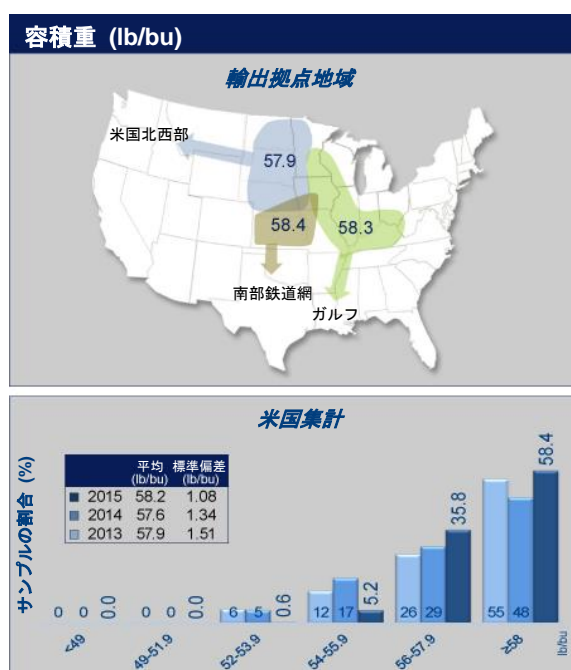 容積重 (lb/bu)
輸出拠点地域
米国北西部
57.9
58.4
58.3
南部鉄道網
ガルフ
米国集計
サンプルの割合 (%)
平均 標準偏差
(lb/bu) (lb/bu)
2015 58.2 1.08
2014 57.6 1.34
2013 57.9 1.51
0 0 0.0
0 0 0.0
6 5 0.6
12 17 5.2
26 29 35.8
55 48 58.4
<49 49-51.9 52-53.9 54-55.9 56-57.9 ≥58
lb/bu